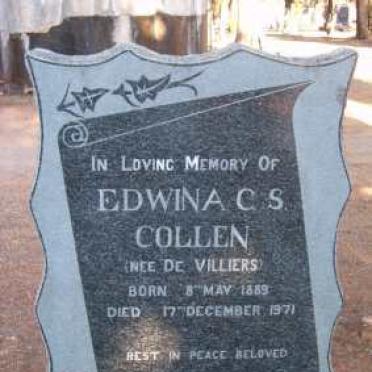 IN LOVING MEMORY OF
EDWINA C. S.
COLLEN
(NEE DE VILLIERS)
BORN 8TH MAY 1889
DIED 17TH DECEMBER 1971
REST IN PEACE BELOVED